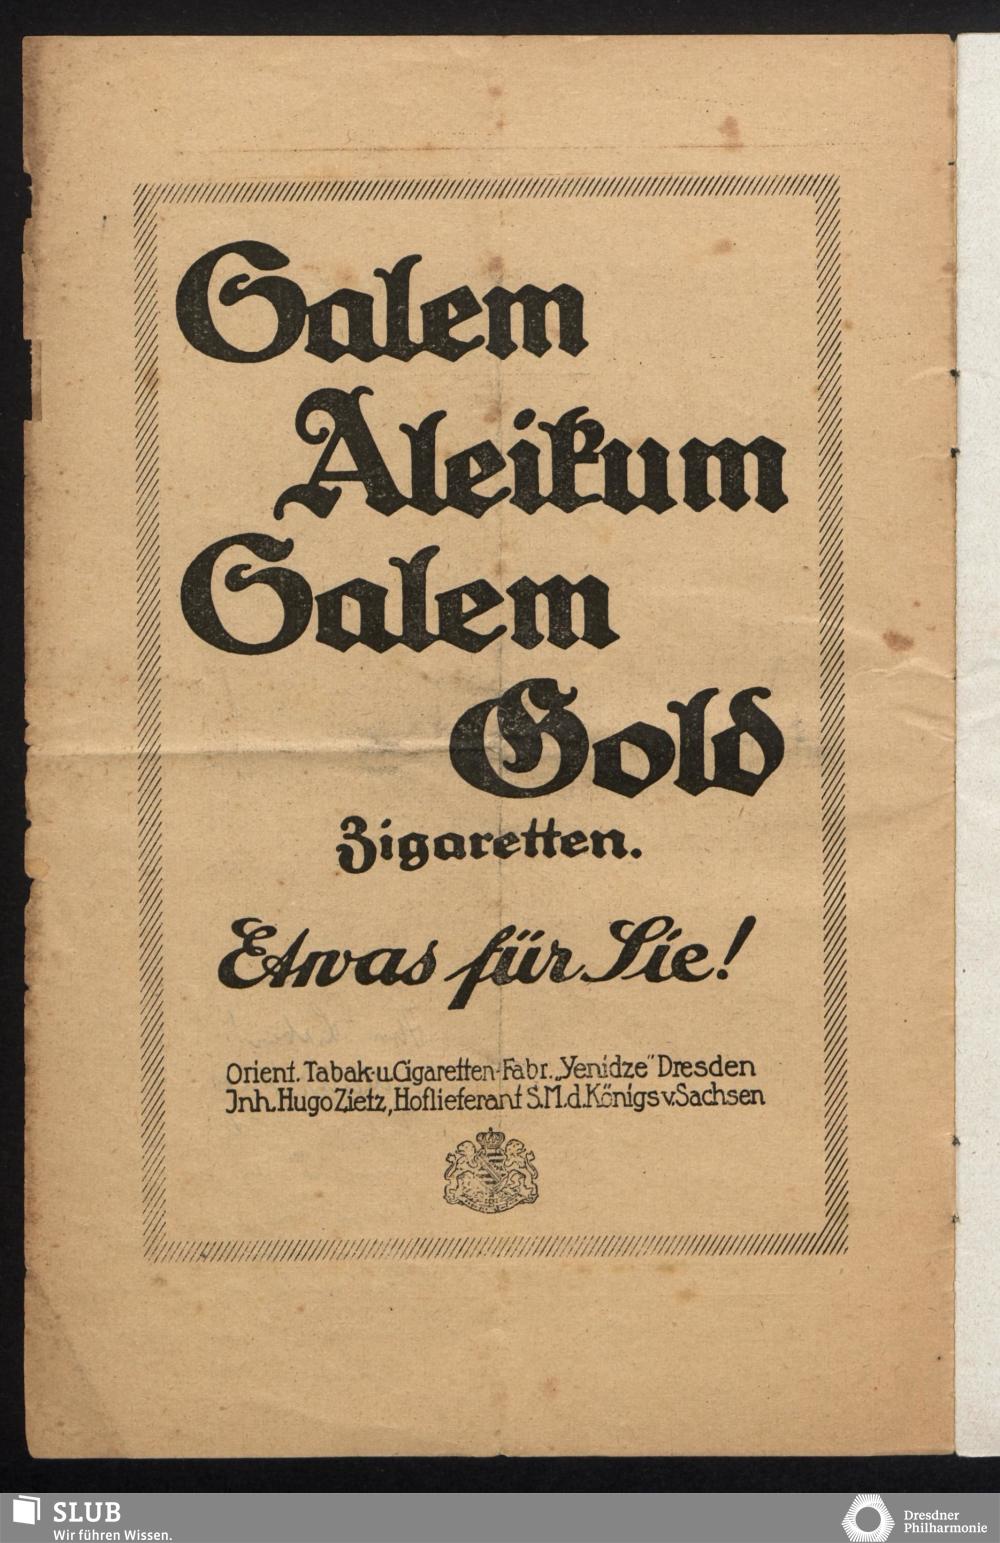 Salem
Aleikum
Salem
Gold
Zigaretten.
Etwas für Sie!
Orient. Tabak- u. Cigaretten-Fabr. „Yenidze" Dresden
Jnh. Hugo Zietz, Hoflieferant S. M. d. Königs v. Sachsen
SLUB
Wir führen Wissen.
Dresdner
Philharmonie